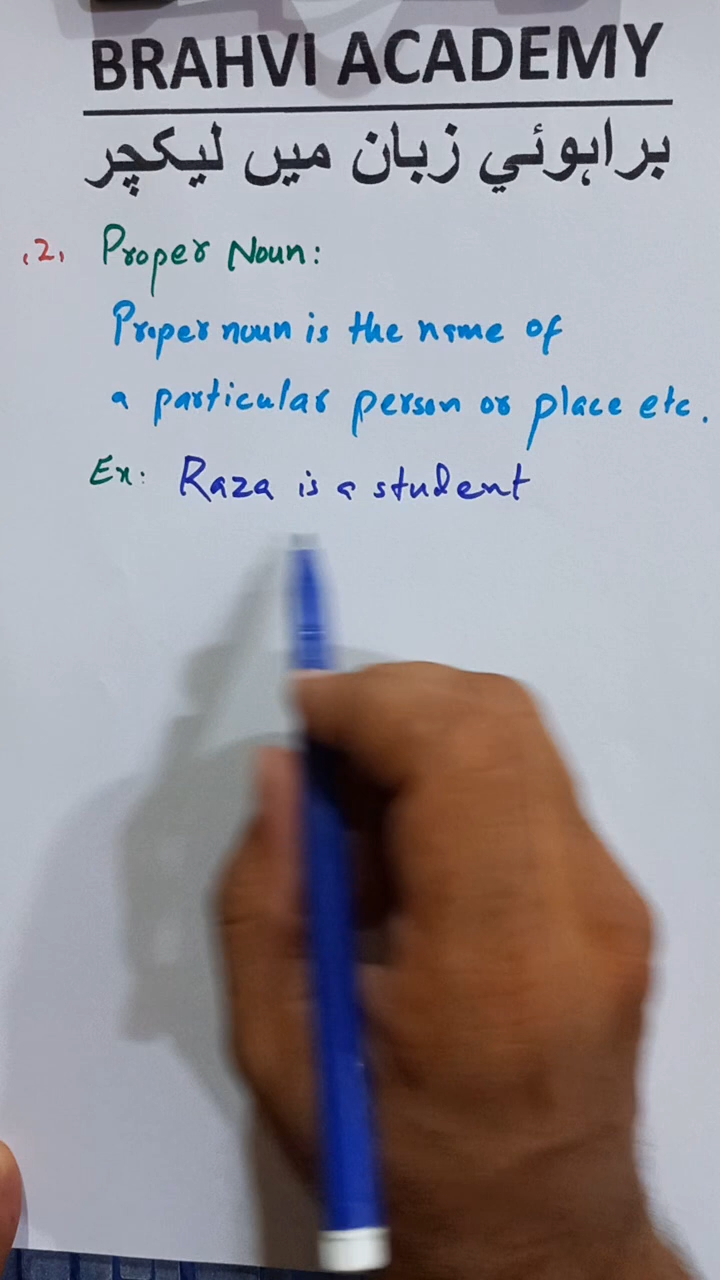 BRAHVI ACADEMY
براہوئي زبان میں لیکچر
(2) Proper Noun:
Proper noun is the name of
a particular person or place etc.
Ex: Raza is a student